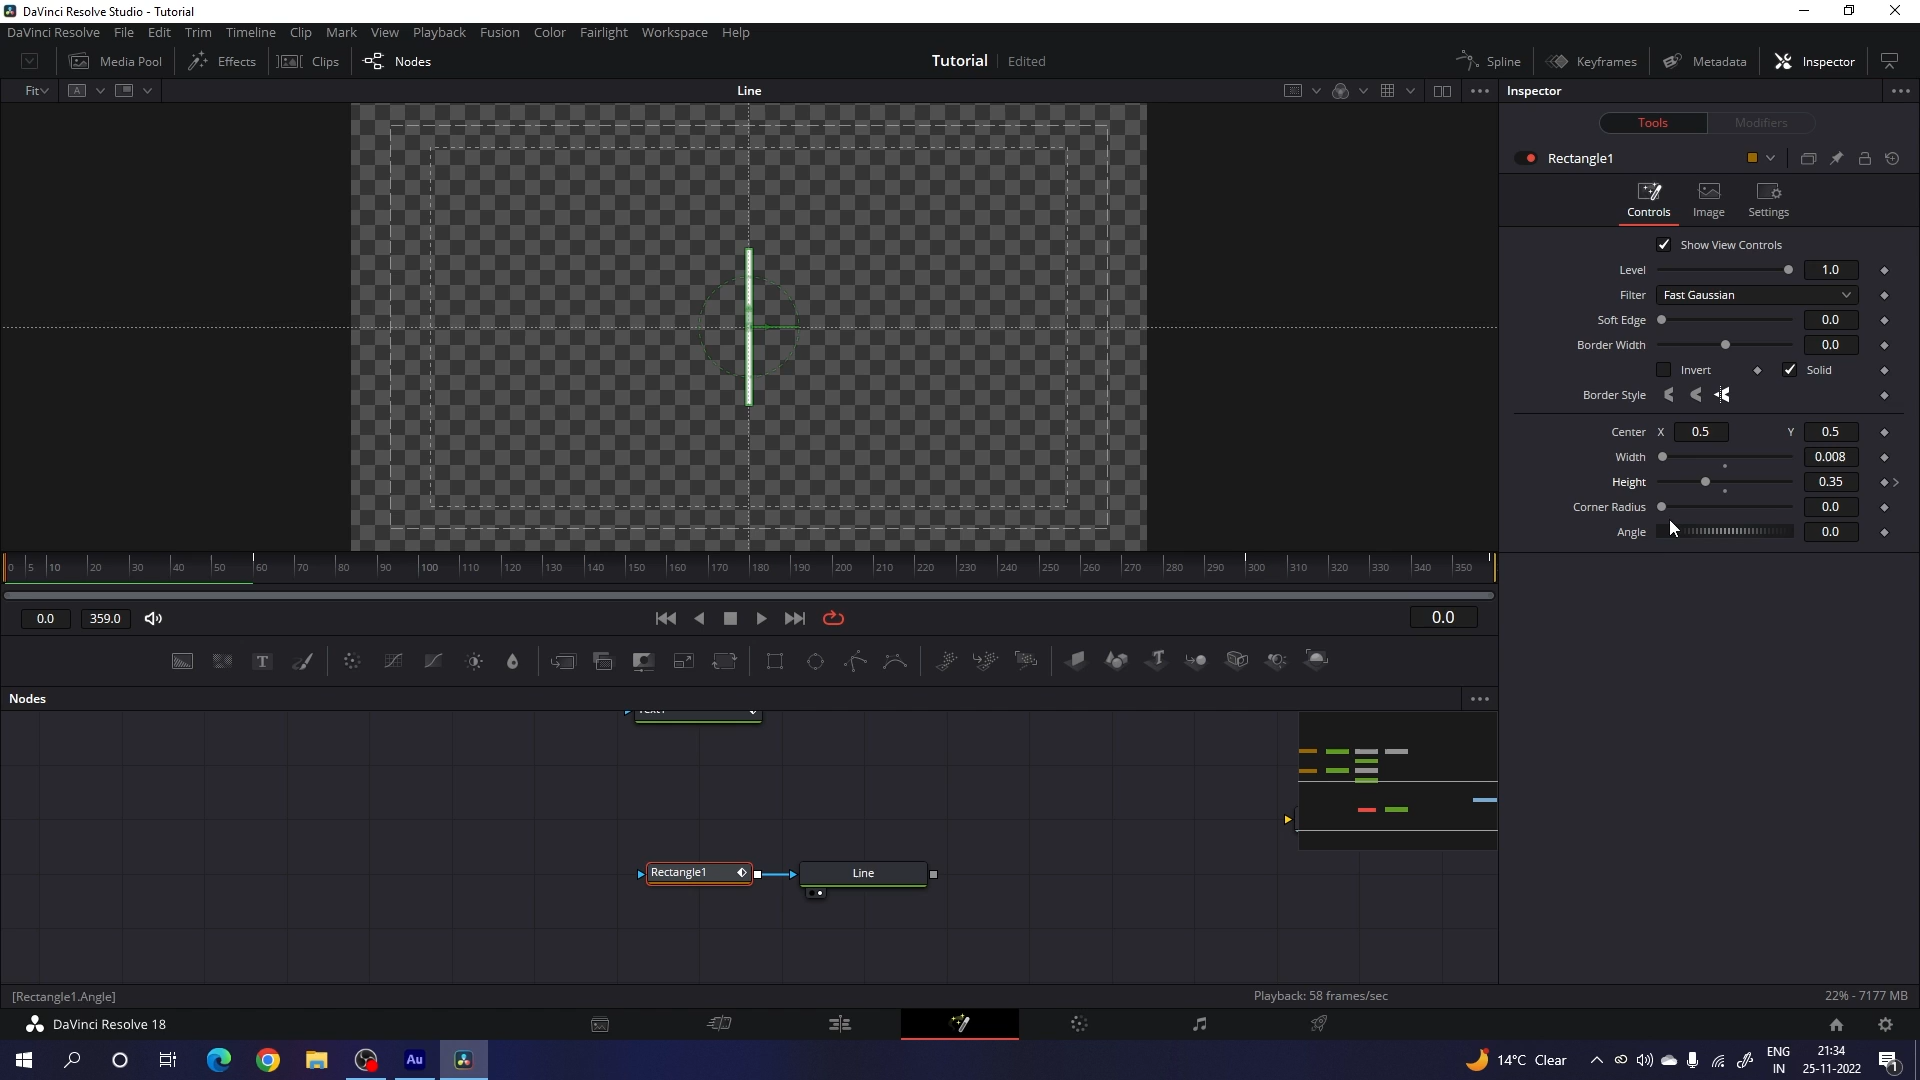 DaVinci Resolve Studio - Tutorial
DaVinci Resolve File Edit Trim Timeline Clip Mark View Playback Fusion Color Fairlight Workspace Help
Media Pool Effects Clips Nodes Tutorial Edited Spline Keyframes Metadata Inspector
Fit A Line Inspector
Tools Modifiers
Rectangle1
Controls Image Settings
Show View Controls
Level 1.0
Filter Fast Gaussian
Soft Edge 0.0
Border Width 0.0
Invert Solid
Border Style
Center X 0.5 Y 0.5
Width 0.008
Height 0.35
Corner Radius 0.0
Angle 0.0
0 5 10 20 30 40 50 60 70 80 90 100 110 120 130 140 150 160 170 180 190 200 210 220 230 240 250 260 270 280 290 300 310 320 330 340 350
0.0 359.0 0.0
T
Nodes
Rectangle1 Line
[Rectangle1.Angle] Playback: 58 frames/sec 22% - 7177 MB
DaVinci Resolve 18
Au 14°C Clear ENG IN 21:34 25-11-2022 1